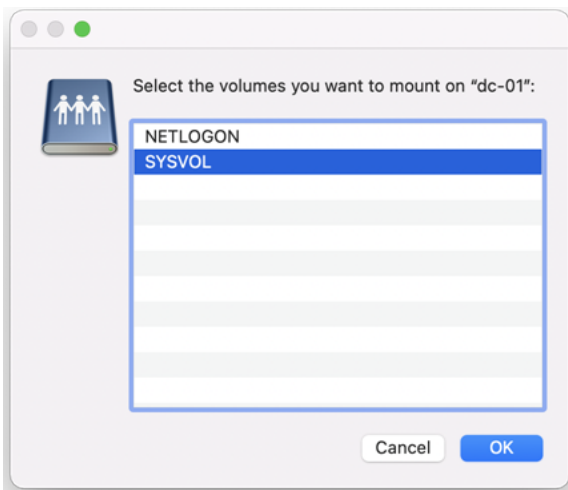 Select the volumes you want to mount on “dc-01”:
NETLOGON
SYSVOL
Cancel
OK